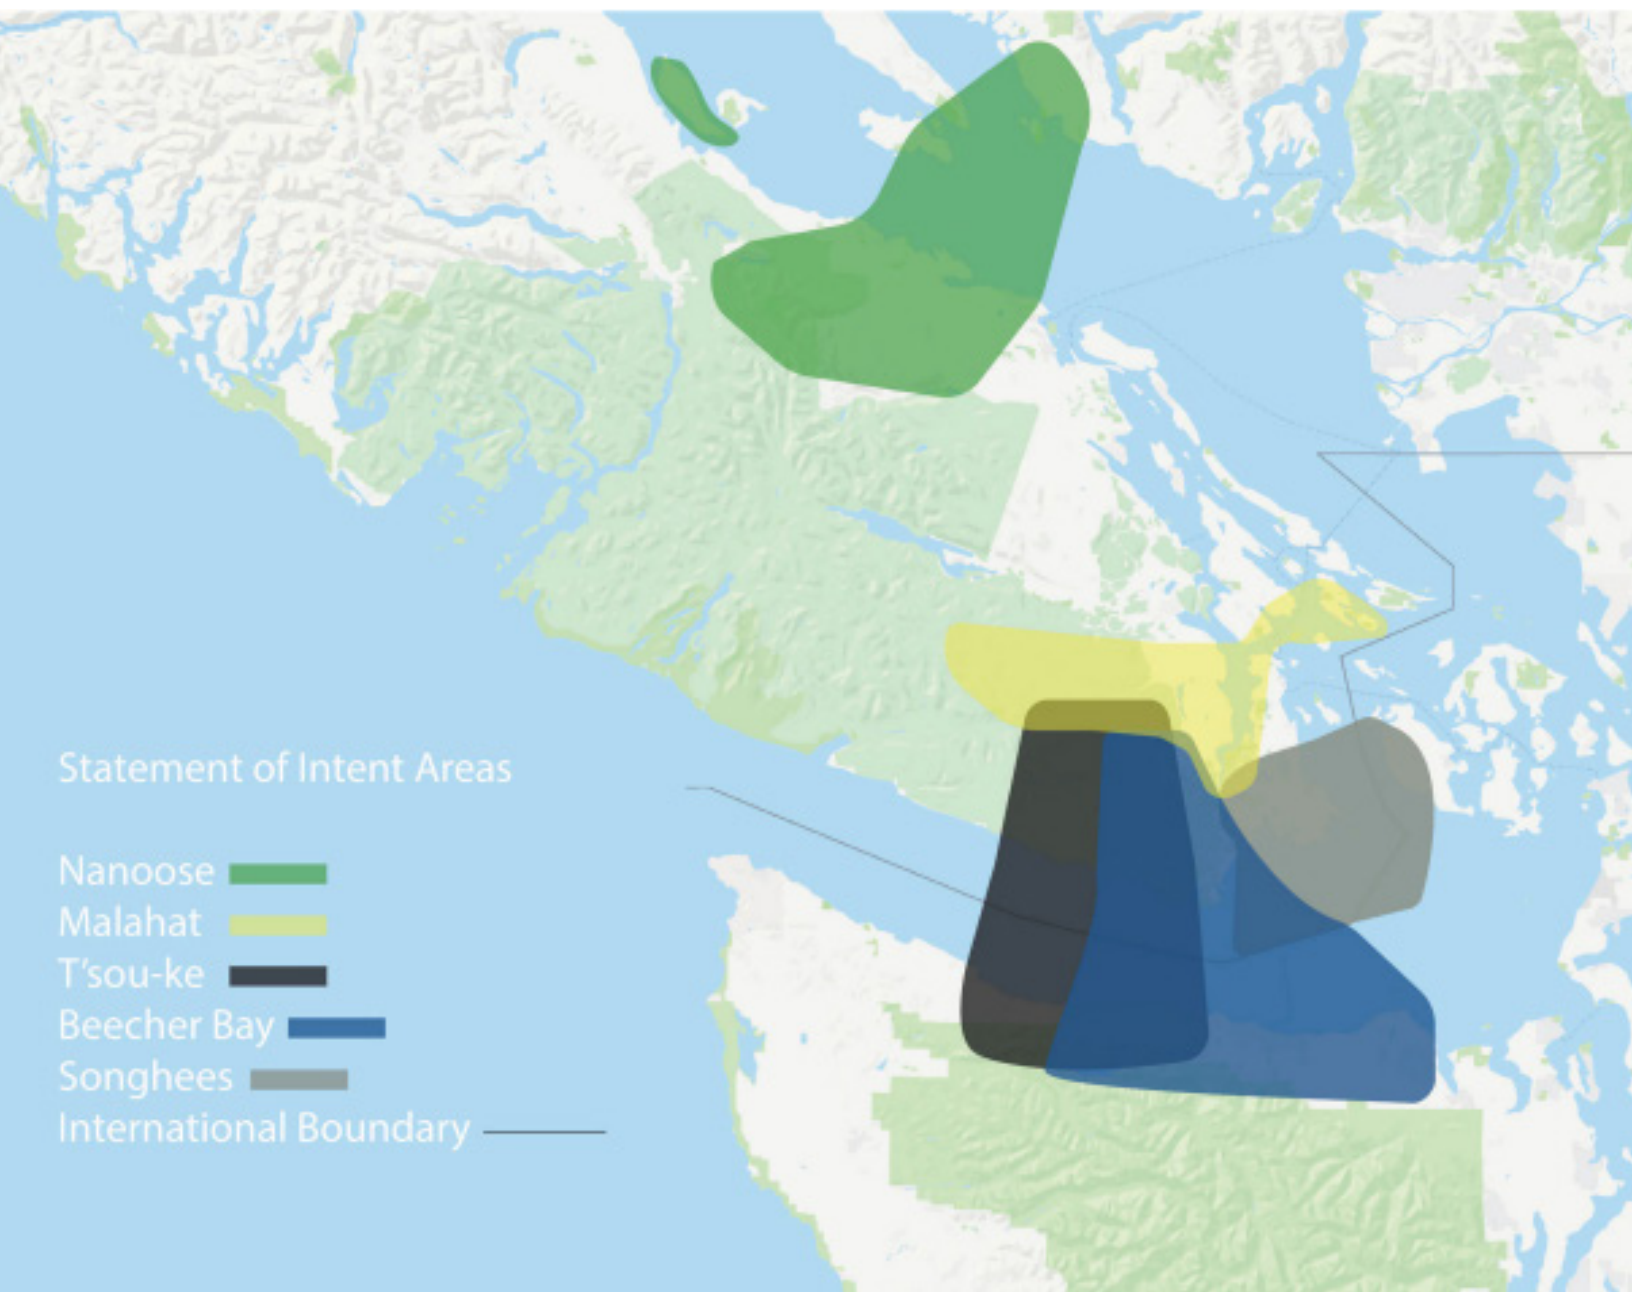 Statement of Intent Areas
Nanoose
Malahat
T'sou-ke
Beecher Bay
Songhees
International Boundary